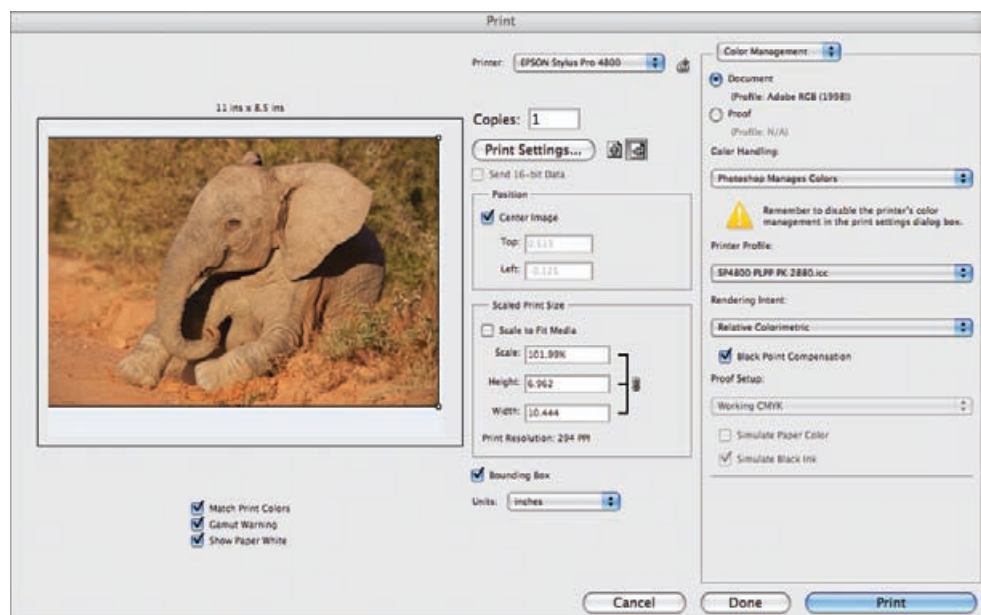 Print
11 ins x 8.5 ins
Match Print Colors
Gamut Warning
Show Paper White
Printer: EPSON Stylus Pro 4800
Copies: 1
Print Settings...
Send 16-bit Data
Position
Center Image
Top:
Left: -0.121
Scaled Print Size
Scale to Fit Media
Scale: 101.99%
Height: 6.962
Width: 10.444
Print Resolution: 294 PPI
Bounding Box
Units: inches
Color Management
Document
(Profile: Adobe RGB (1998))
Proof
(Profile: N/A)
Color Handling:
Photoshop Manages Colors
Remember to disable the printer's color
management in the print settings dialog box.
Printer Profile:
SP4800 PLPP PK 2880.icc
Rendering Intent:
Relative Colorimetric
Black Point Compensation
Proof Setup:
Working CMYK
Simulate Paper Color
Simulate Black Ink
Cancel
Done
Print